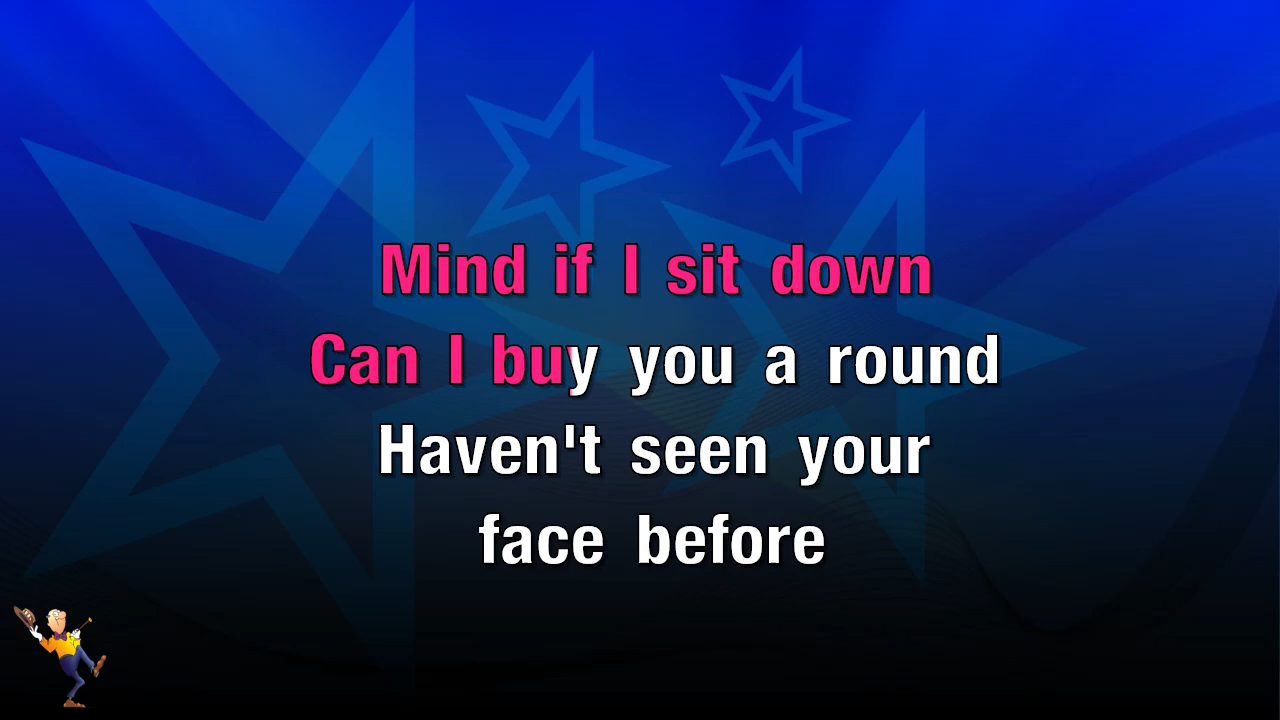 Mind if I sit down
Can I buy you a round
Haven't seen your
face before